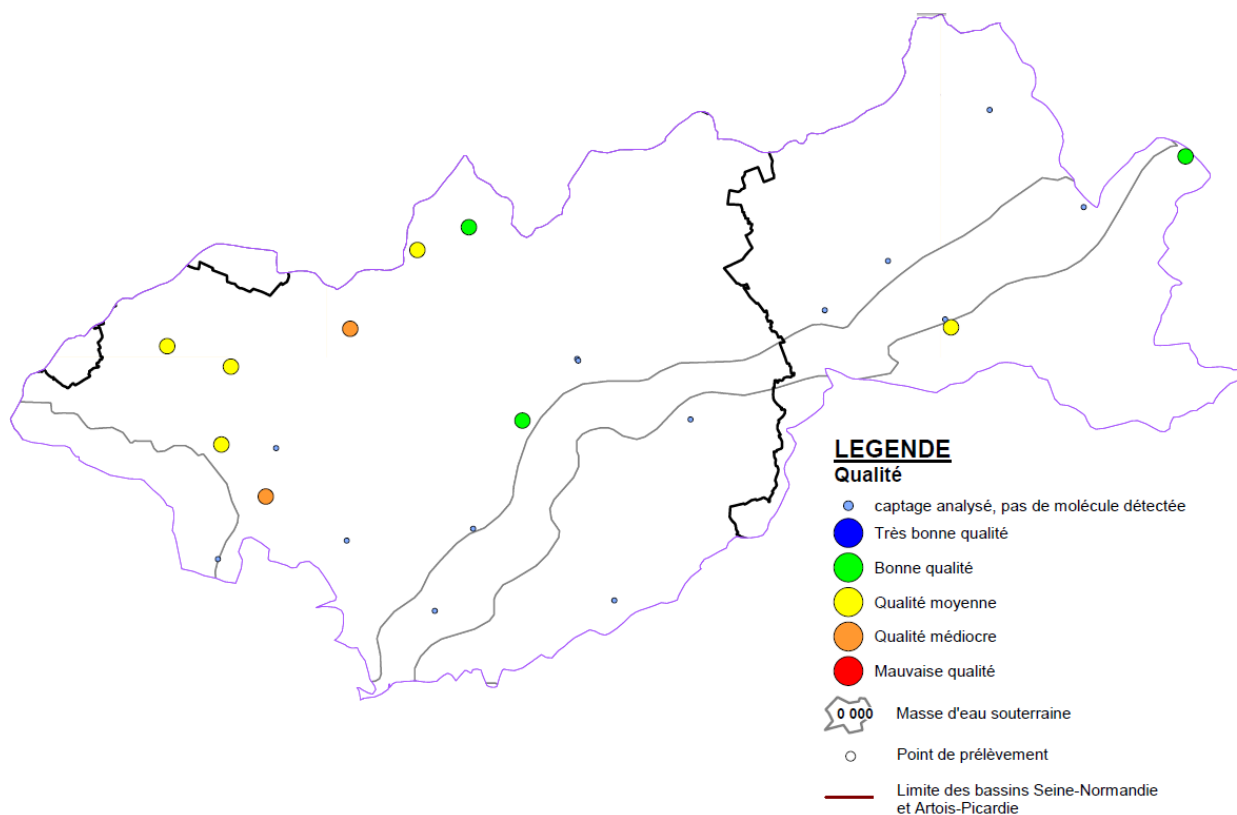 LEGENDE
Qualité
captage analysé, pas de molécule détectée
Très bonne qualité
Bonne qualité
Qualité moyenne
Qualité médiocre
Mauvaise qualité
0 000 Masse d'eau souterraine
Point de prélèvement
Limite des bassins Seine-Normandie
et Artois-Picardie